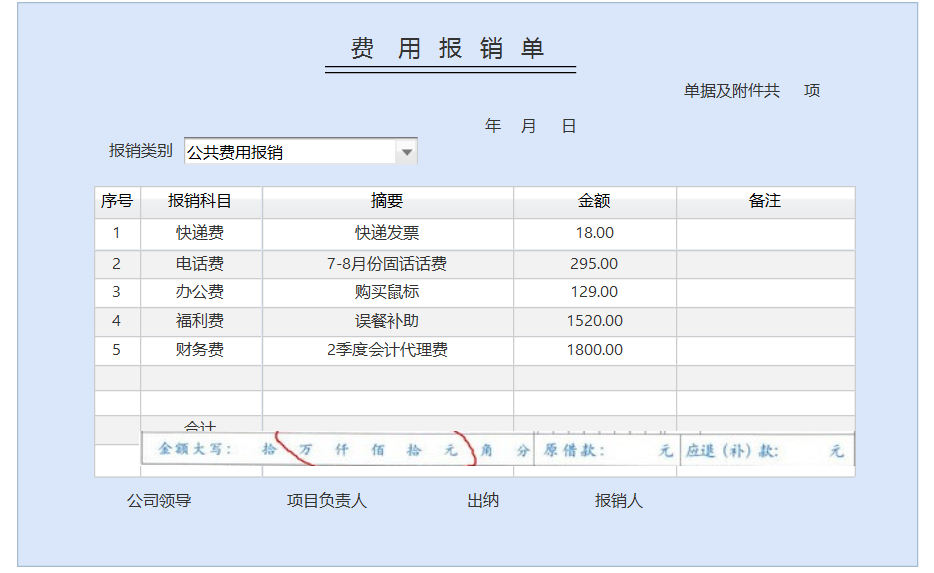 费 用 报 销 单
单据及附件共 项
年 月 日
报销类别 公共费用报销
序号 报销科目 摘要 金额 备注
1 快递费 快递发票 18.00
2 电话费 7-8月份固话话费 295.00
3 办公费 购买鼠标 129.00
4 福利费 误餐补助 1520.00
5 财务费 2季度会计代理费 1800.00
合计
金额大写: 拾 万 仟 佰 拾 元 角 分 原借款: 元 应退(补)款: 元
公司领导 项目负责人 出纳 报销人